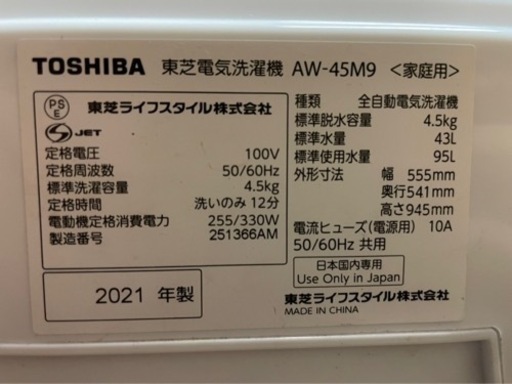 TOSHIBA 東芝電気洗濯機 AW-45M9 <家庭用>
PS
E
東芝ライフスタイル株式会社
S JET
定格電圧 100V
定格周波数 50/60Hz
標準洗濯容量 4.5kg
定格時間 洗いのみ 12分
電動機定格消費電力 255/330W
製造番号 251366AM
2021 年製
種類 全自動電気洗濯機
標準脱水容量 4.5kg
標準水量 43L
標準使用水量 95L
外形寸法 幅 555mm
奥行541mm
高さ945mm
電流ヒューズ(電源用) 10A
50/60Hz 共用
日本国内専用
Use Only in Japan
東芝ライフスタイル株式会社
MADE IN CHINA